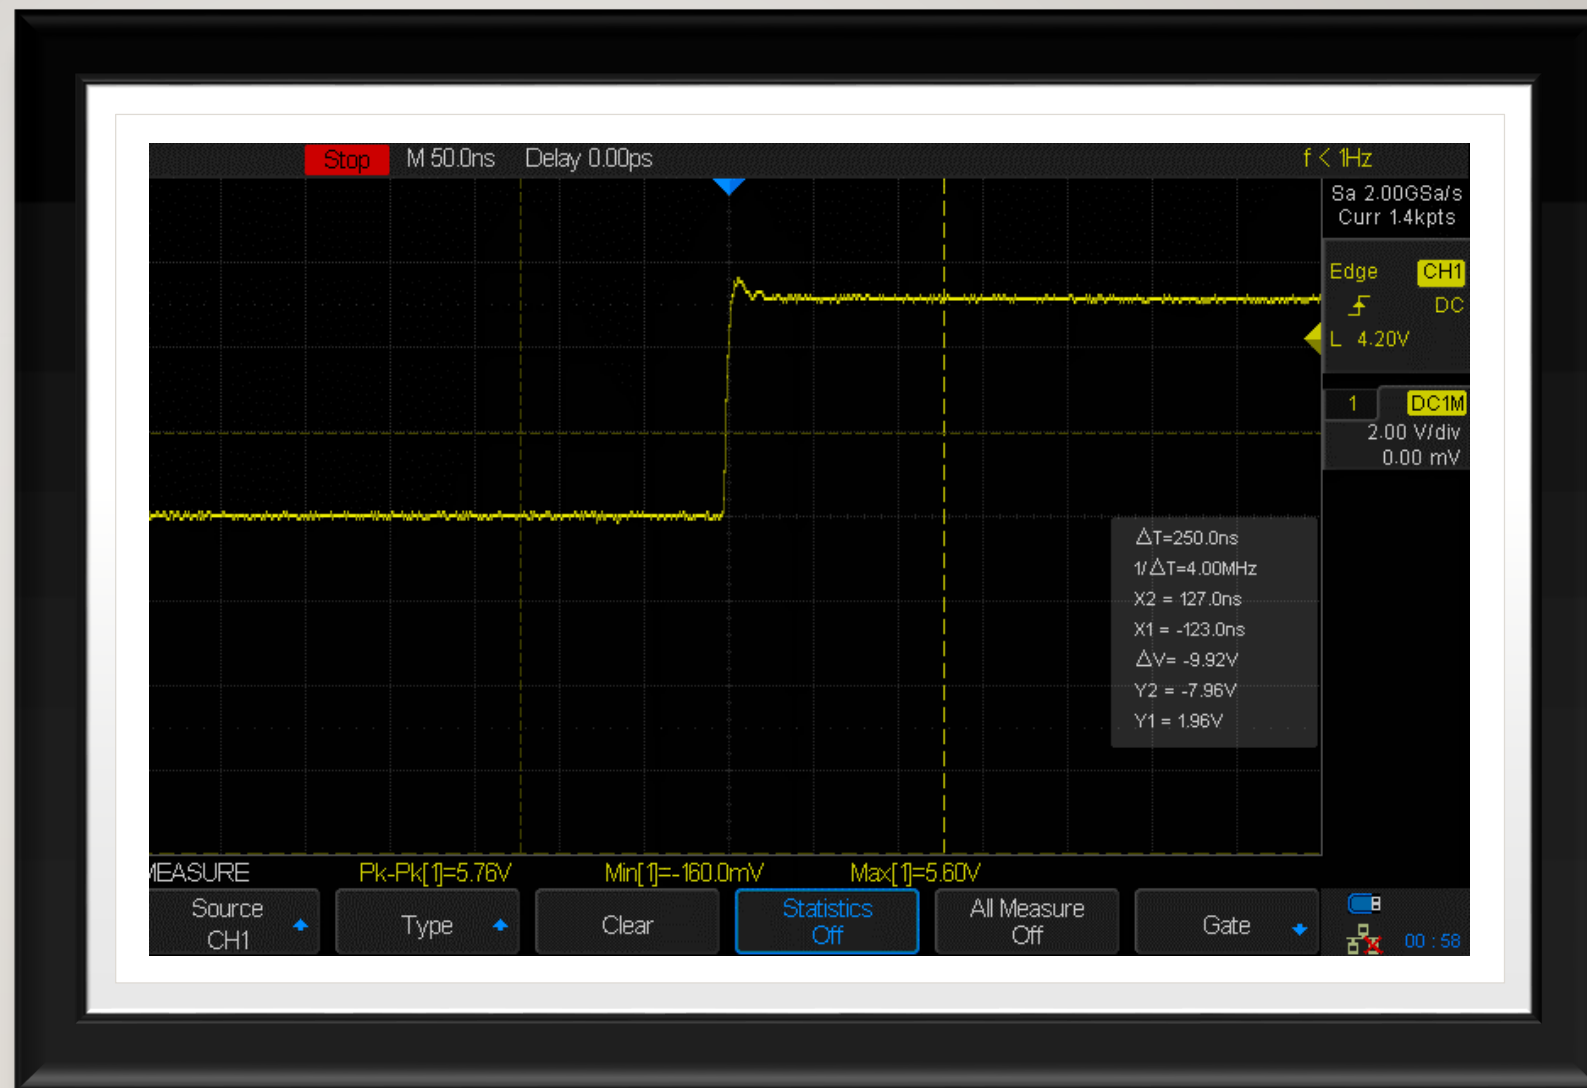 Stop M 50.0ns Delay 0.00ps f < 1Hz
Sa 2.00GSa/s
Curr 1.4kpts
Edge CH1
DC
L 4.20V
1 DC1M
2.00 V/div
0.00 mV
△T=250.0ns
1/△T=4.00MHz
X2 = 127.0ns
X1 = -123.0ns
△V= -9.92V
Y2 = -7.96V
Y1 = 1.96V
MEASURE Pk-Pk[1]=5.76V Min[1]=-160.0mV Max[1]=5.60V
Source
CH1
Type
Clear
Statistics
Off
All Measure
Off
Gate
00 : 58